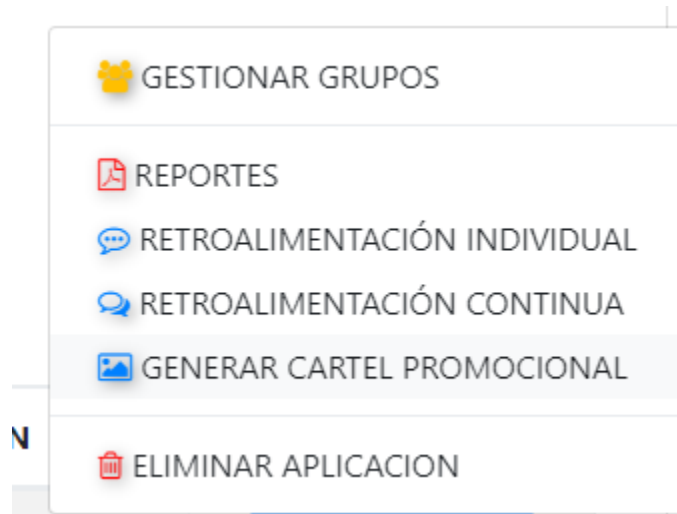 GESTIONAR GRUPOS
REPORTES
RETROALIMENTACIÓN INDIVIDUAL
RETROALIMENTACIÓN CONTINUA
GENERAR CARTEL PROMOCIONAL
N
ELIMINAR APLICACION